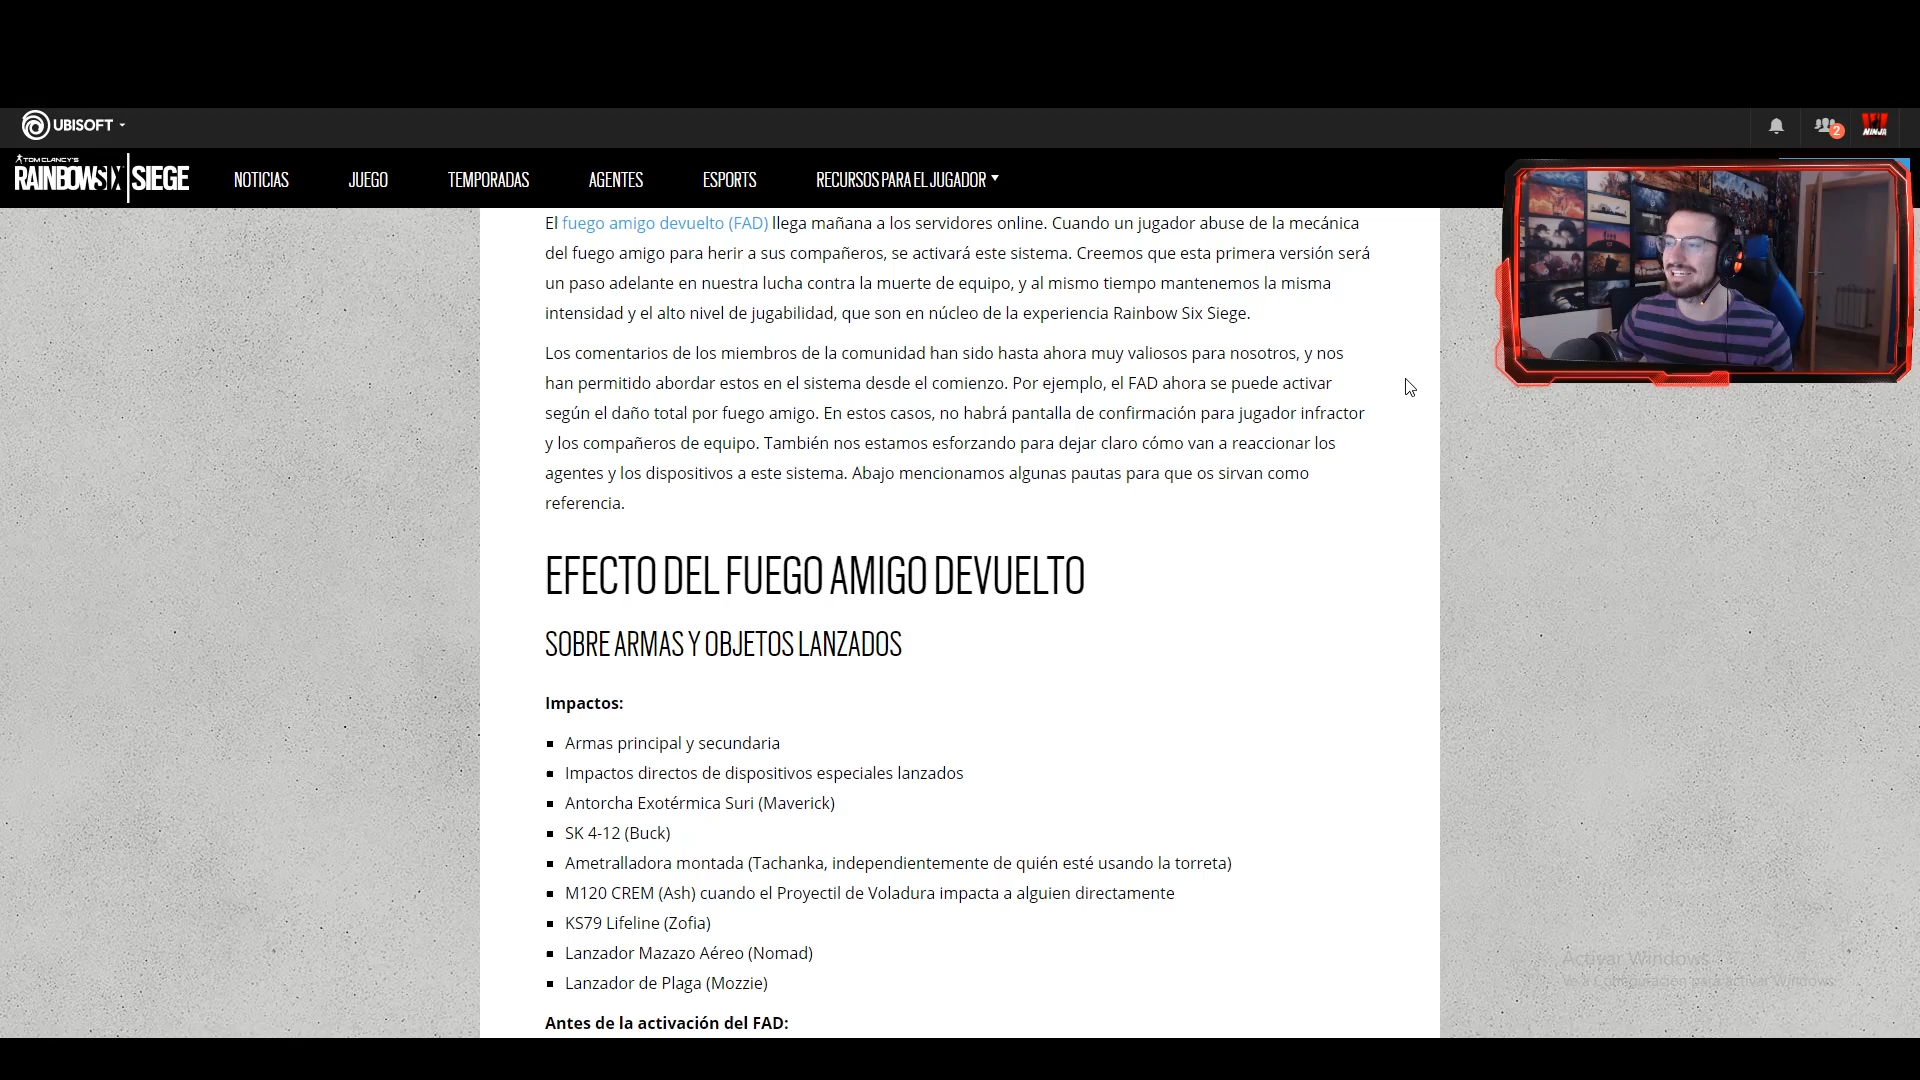 UBISOFT
2
NINJA
TOM CLANCY'S
RAINBOWSIX SIEGE
NOTICIAS
JUEGO
TEMPORADAS
AGENTES
ESPORTS
RECURSOS PARA EL JUGADOR
El fuego amigo devuelto (FAD) llega mañana a los servidores online. Cuando un jugador abuse de la mecánica
del fuego amigo para herir a sus compañeros, se activará este sistema. Creemos que esta primera versión será
un paso adelante en nuestra lucha contra la muerte de equipo, y al mismo tiempo mantenemos la misma
intensidad y el alto nivel de jugabilidad, que son en núcleo de la experiencia Rainbow Six Siege.
Los comentarios de los miembros de la comunidad han sido hasta ahora muy valiosos para nosotros, y nos
han permitido abordar estos en el sistema desde el comienzo. Por ejemplo, el FAD ahora se puede activar
según el daño total por fuego amigo. En estos casos, no habrá pantalla de confirmación para jugador infractor
y los compañeros de equipo. También nos estamos esforzando para dejar claro cómo van a reaccionar los
agentes y los dispositivos a este sistema. Abajo mencionamos algunas pautas para que os sirvan como
referencia.
EFECTO DEL FUEGO AMIGO DEVUELTO
SOBRE ARMAS Y OBJETOS LANZADOS
Impactos:
Armas principal y secundaria
Impactos directos de dispositivos especiales lanzados
Antorcha Exotérmica Suri (Maverick)
SK 4-12 (Buck)
Ametralladora montada (Tachanka, independientemente de quién esté usando la torreta)
M120 CREM (Ash) cuando el Proyectil de Voladura impacta a alguien directamente
KS79 Lifeline (Zofia)
Lanzador Mazazo Aéreo (Nomad)
Lanzador de Plaga (Mozzie)
Antes de la activación del FAD:
Activar Windows
Ve a Configuración para activar Windows.